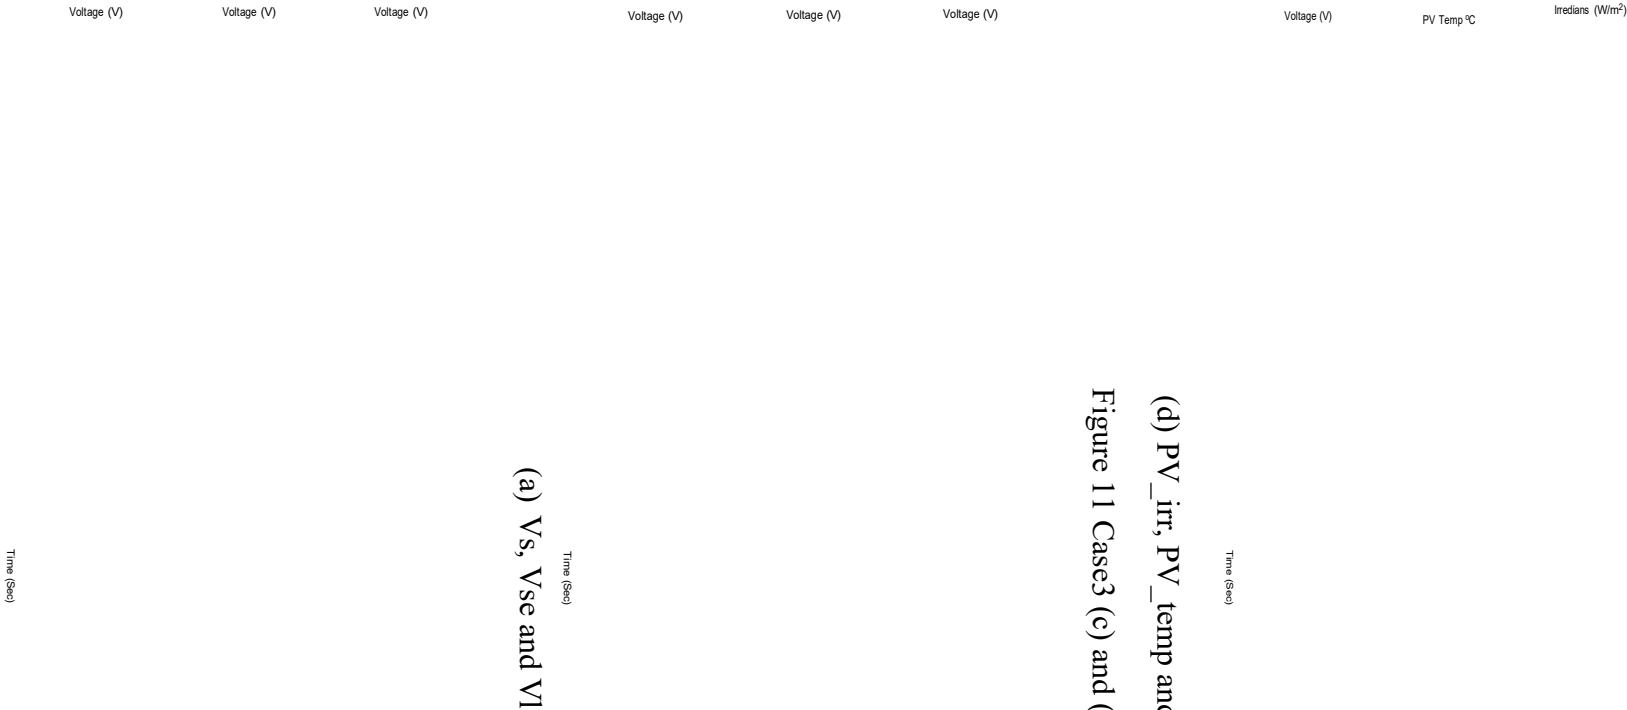 Irredians (W/m²)
PV Temp ºC
Voltage (V)
Time (Sec)
(d) PV_irr, PV_temp and
Figure 11 Case3 (c) and (
Voltage (V)
Voltage (V)
Voltage (V)
Time (Sec)
(a) Vs, Vse and Vl
Voltage (V)
Voltage (V)
Voltage (V)
Time (Sec)